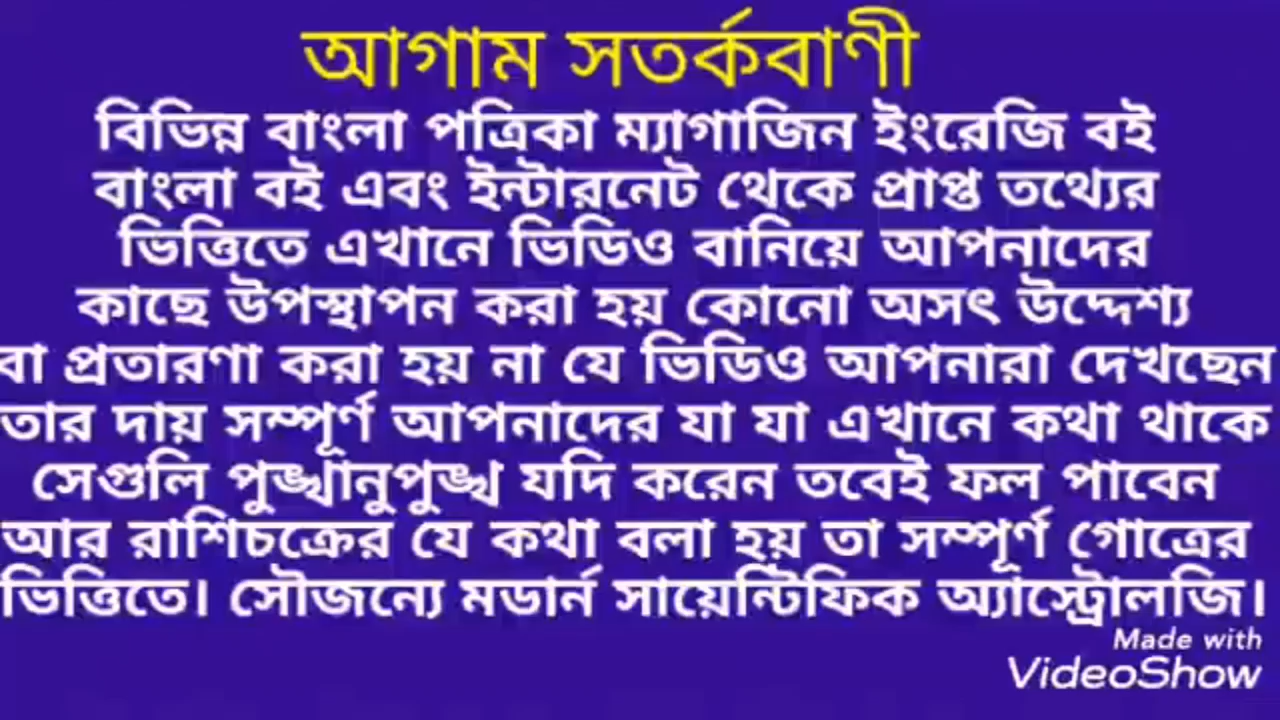 আগাম সতর্কবাণী
বিভিন্ন বাংলা পত্রিকা ম্যাগাজিন ইংরেজি বই
বাংলা বই এবং ইন্টারনেট থেকে প্রাপ্ত তথ্যের
ভিত্তিতে এখানে ভিডিও বানিয়ে আপনাদের
কাছে উপস্থাপন করা হয় কোনো অসৎ উদ্দেশ্য
বা প্রতারণা করা হয় না যে ভিডিও আপনারা দেখছেন
তার দায় সম্পূর্ণ আপনাদের যা যা এখানে কথা থাকে
সেগুলি পুঙ্খানুপুঙ্খ যদি করেন তবেই ফল পাবেন
আর রাশিচক্রের যে কথা বলা হয় তা সম্পূর্ণ গোত্রের
ভিত্তিতে। সৌজন্যে মডার্ন সায়েন্টিফিক অ্যাস্ট্রোলজি।
Made with
VideoShow